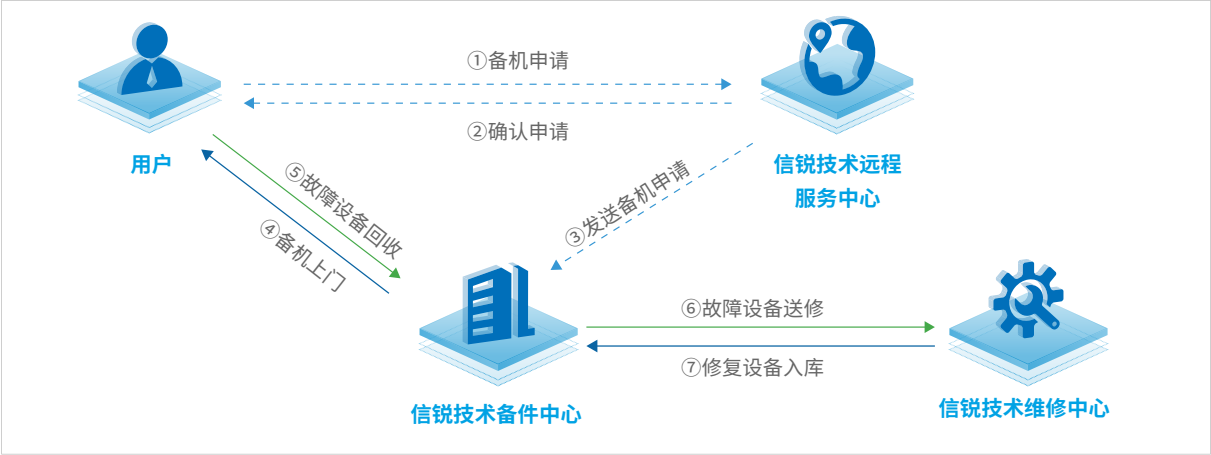 ①备机申请
②确认申请
用户
信锐技术远程
服务中心
③发送备机申请
⑤故障设备回收
④备机上门
⑥故障设备送修
⑦修复设备入库
信锐技术备件中心
信锐技术维修中心